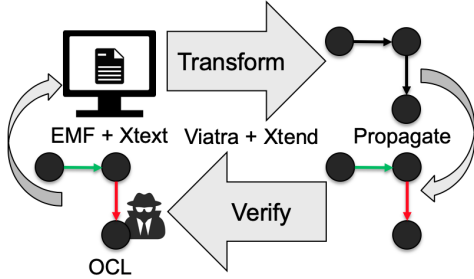 Transform
EMF + Xtext
Viatra + Xtend
Propagate
Verify
OCL